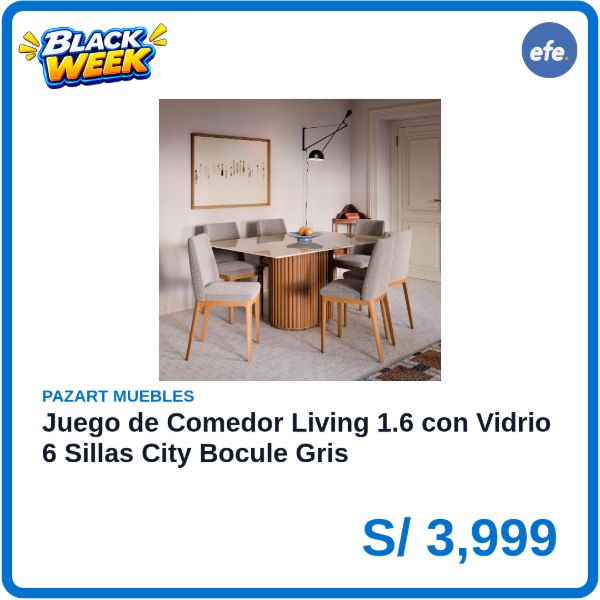 BLACK
WEEK
efe.
PAZART MUEBLES
Juego de Comedor Living 1.6 con Vidrio
6 Sillas City Bocule Gris
S/ 3,999